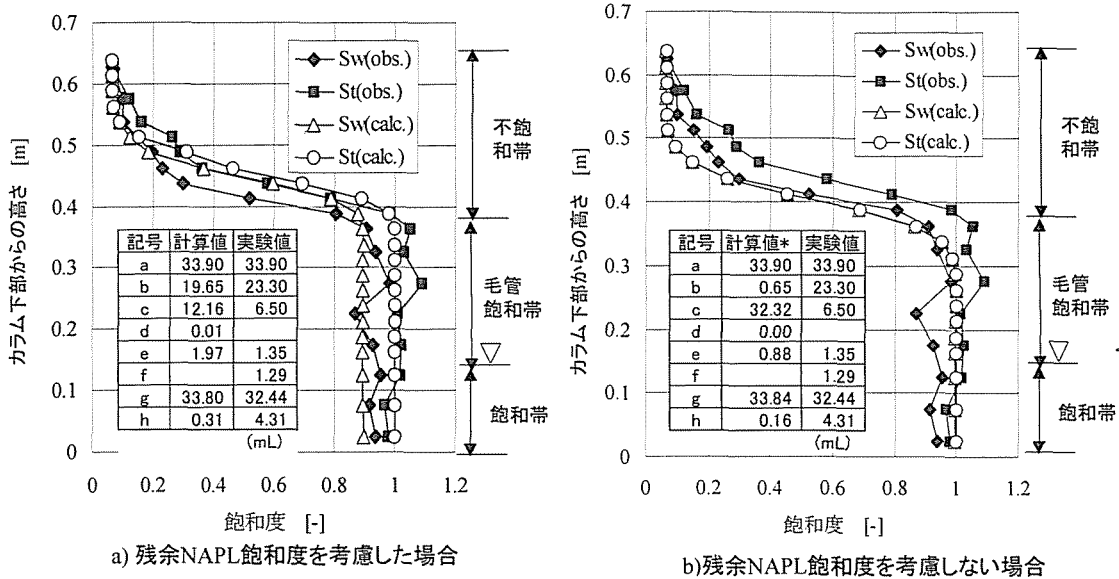 0.7
0.6
0.5
0.4
0.3
0.2
0.1
0
カラム下部からの高さ [m]
Sw(obs.)
St(obs.)
Sw(calc.)
St(calc.)
記号 計算値 実験値
a 33.90 33.90
b 19.65 23.30
c 12.16 6.50
d 0.01
e 1.97 1.35
f 1.29
g 33.80 32.44
h 0.31 4.31
(mL)
不飽和帯
毛管飽和帯
飽和帯
0 0.2 0.4 0.6 0.8 1 1.2
飽和度 [-]
a) 残余NAPL飽和度を考慮した場合
0.7
0.6
0.5
0.4
0.3
0.2
0.1
0
カラム下部からの高さ [m]
Sw(obs.)
St(obs.)
Sw(calc.)
St(calc.)
記号 計算値* 実験値
a 33.90 33.90
b 0.65 23.30
c 32.32 6.50
d 0.00
e 0.88 1.35
f 1.29
g 33.84 32.44
h 0.16 4.31
(mL)
不飽和帯
毛管飽和帯
飽和帯
0 0.2 0.4 0.6 0.8 1 1.2
飽和度 [-]
b)残余NAPL飽和度を考慮しない場合